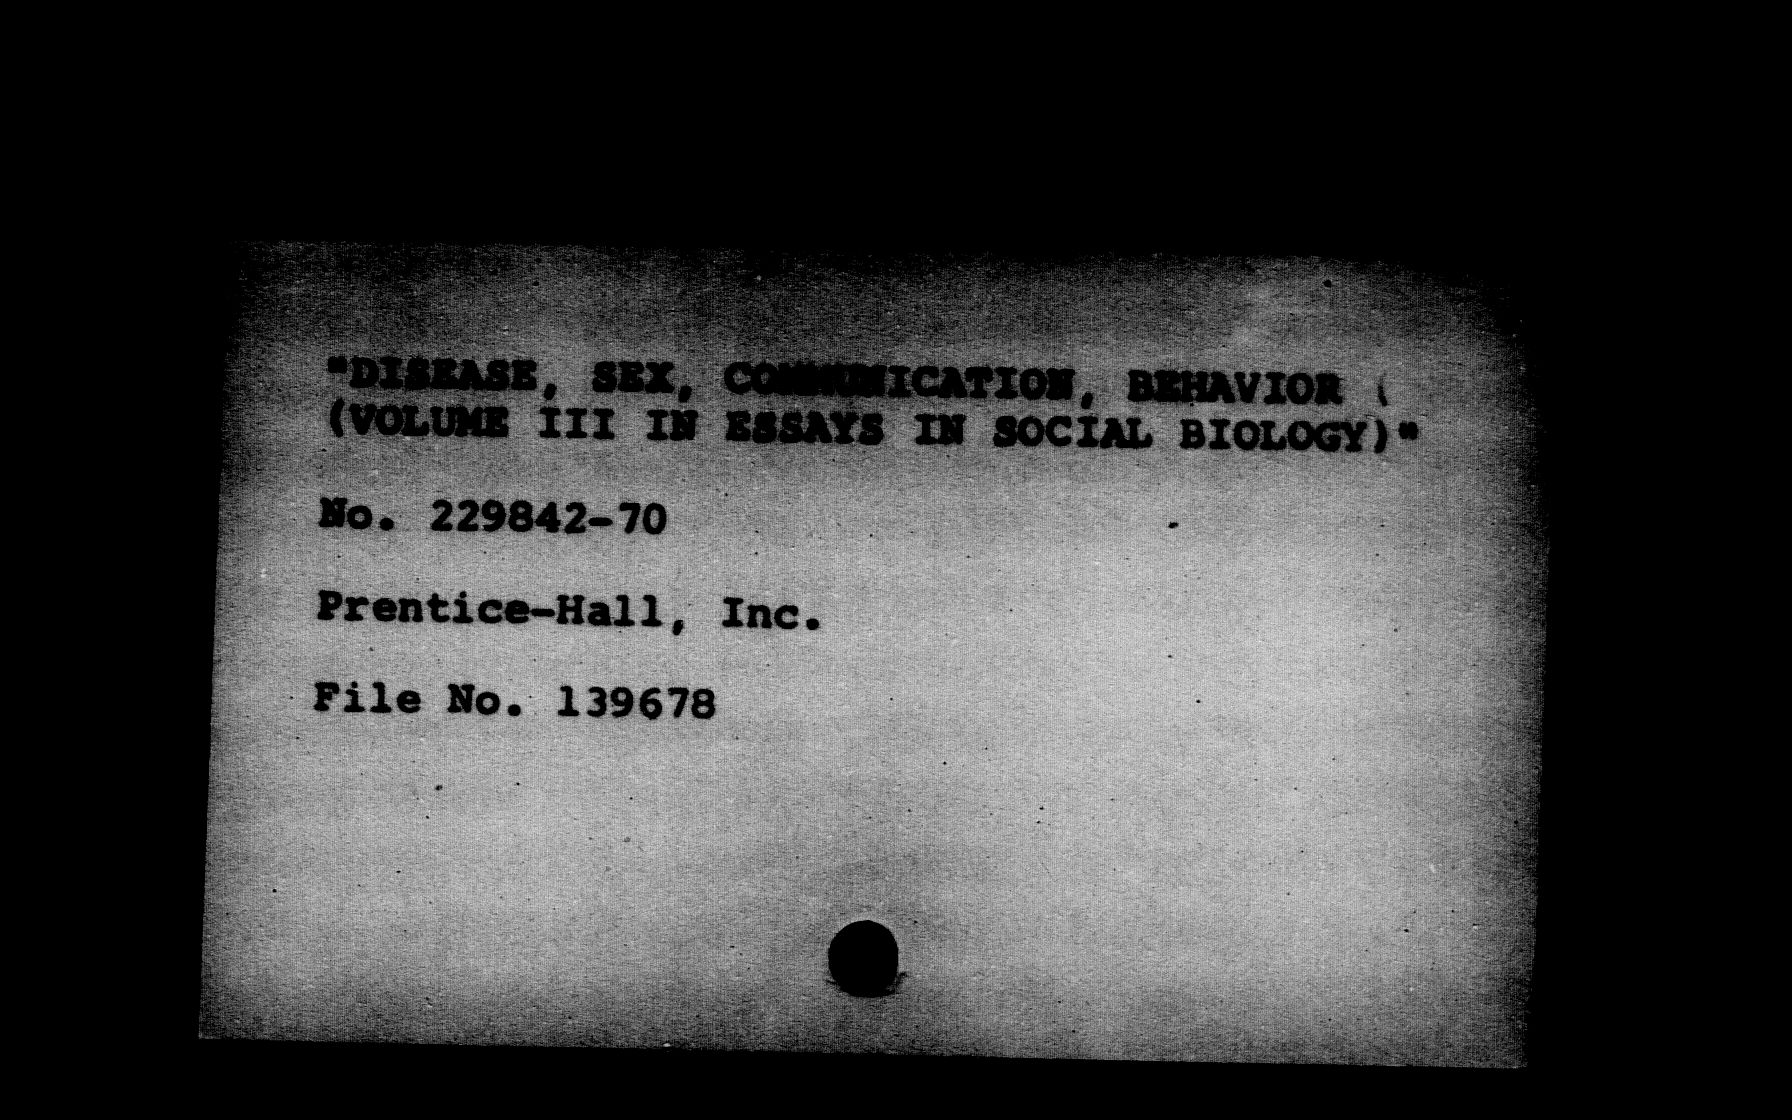 "DISEASE, SEX, COMMUNICATION, BEHAVIOR (
(VOLUME III IN ESSAYS IN SOCIAL BIOLOGY)"
No. 229842-70
Prentice-Hall, Inc.
File No. 139678